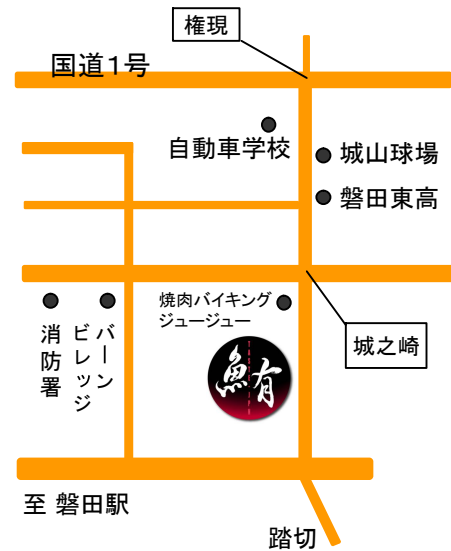 権現
国道1号
自動車学校
城山球場
磐田東高
焼肉バイキング
ジュージュー
城之崎
消防署
バーン
ビレッジ
鮪
至 磐田駅
踏切